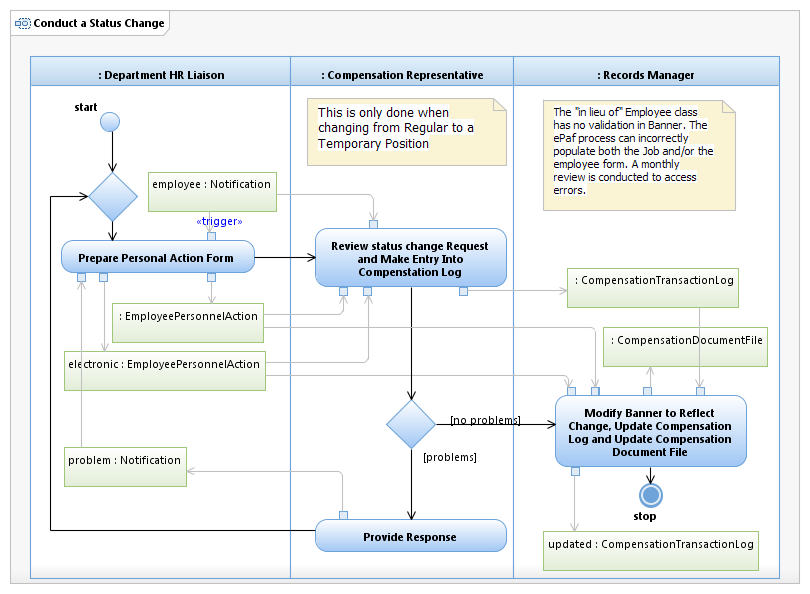 Conduct a Status Change
: Department HR Liaison
: Compensation Representative
: Records Manager
start
This is only done when
changing from Regular to a
Temporary Position
The "in lieu of" Employee class
has no validation in Banner. The
ePaf process can incorrectly
populate both the Job and/or the
employee form. A monthly
review is conducted to access
errors.
employee : Notification
«trigger»
Prepare Personal Action Form
Review status change Request
and Make Entry Into
Compenstation Log
: CompensationTransactionLog
: EmployeePersonnelAction
: CompensationDocumentFile
electronic : EmployeePersonnelAction
[no problems]
Modify Banner to Reflect
Change, Update Compensation
Log and Update Compensation
Document File
[problems]
problem : Notification
stop
Provide Response
updated : CompensationTransactionLog